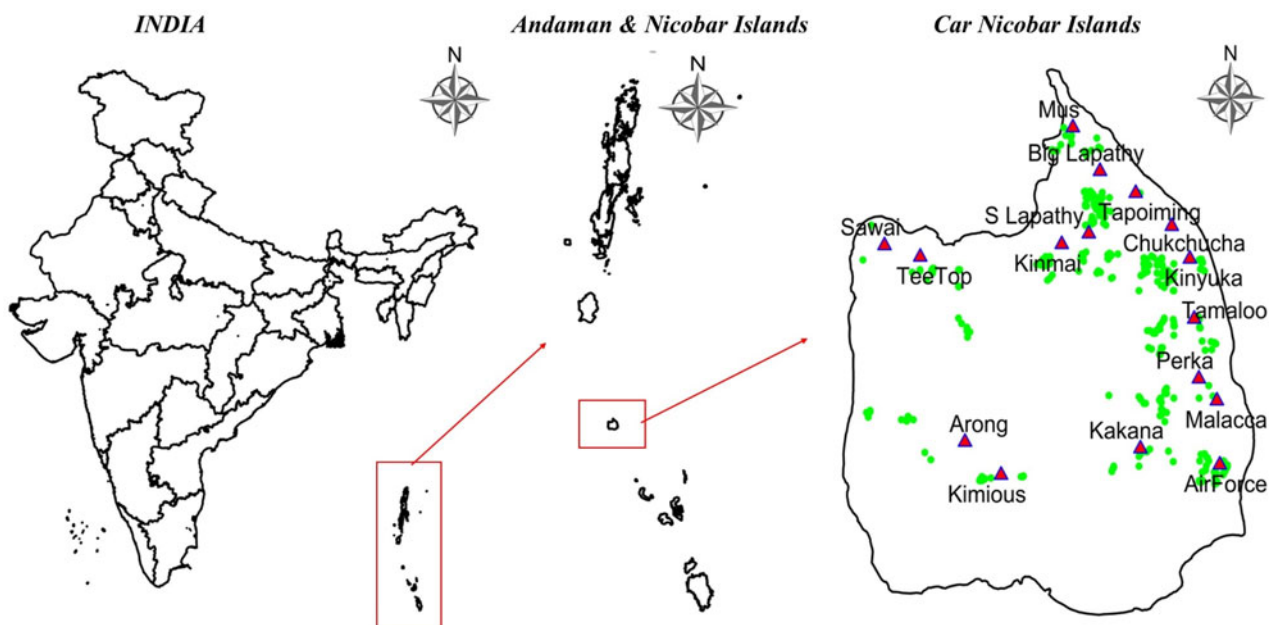 INDIA
Andaman & Nicobar Islands
Car Nicobar Islands
N
N
N
Mus
Big Lapathy
S Lapathy
Tapoiming
Sawai
Chukchucha
Kinmai
TeeTop
Kinyuka
Tamaloo
Perka
Malacca
Arong
Kakana
AirForce
Kimious